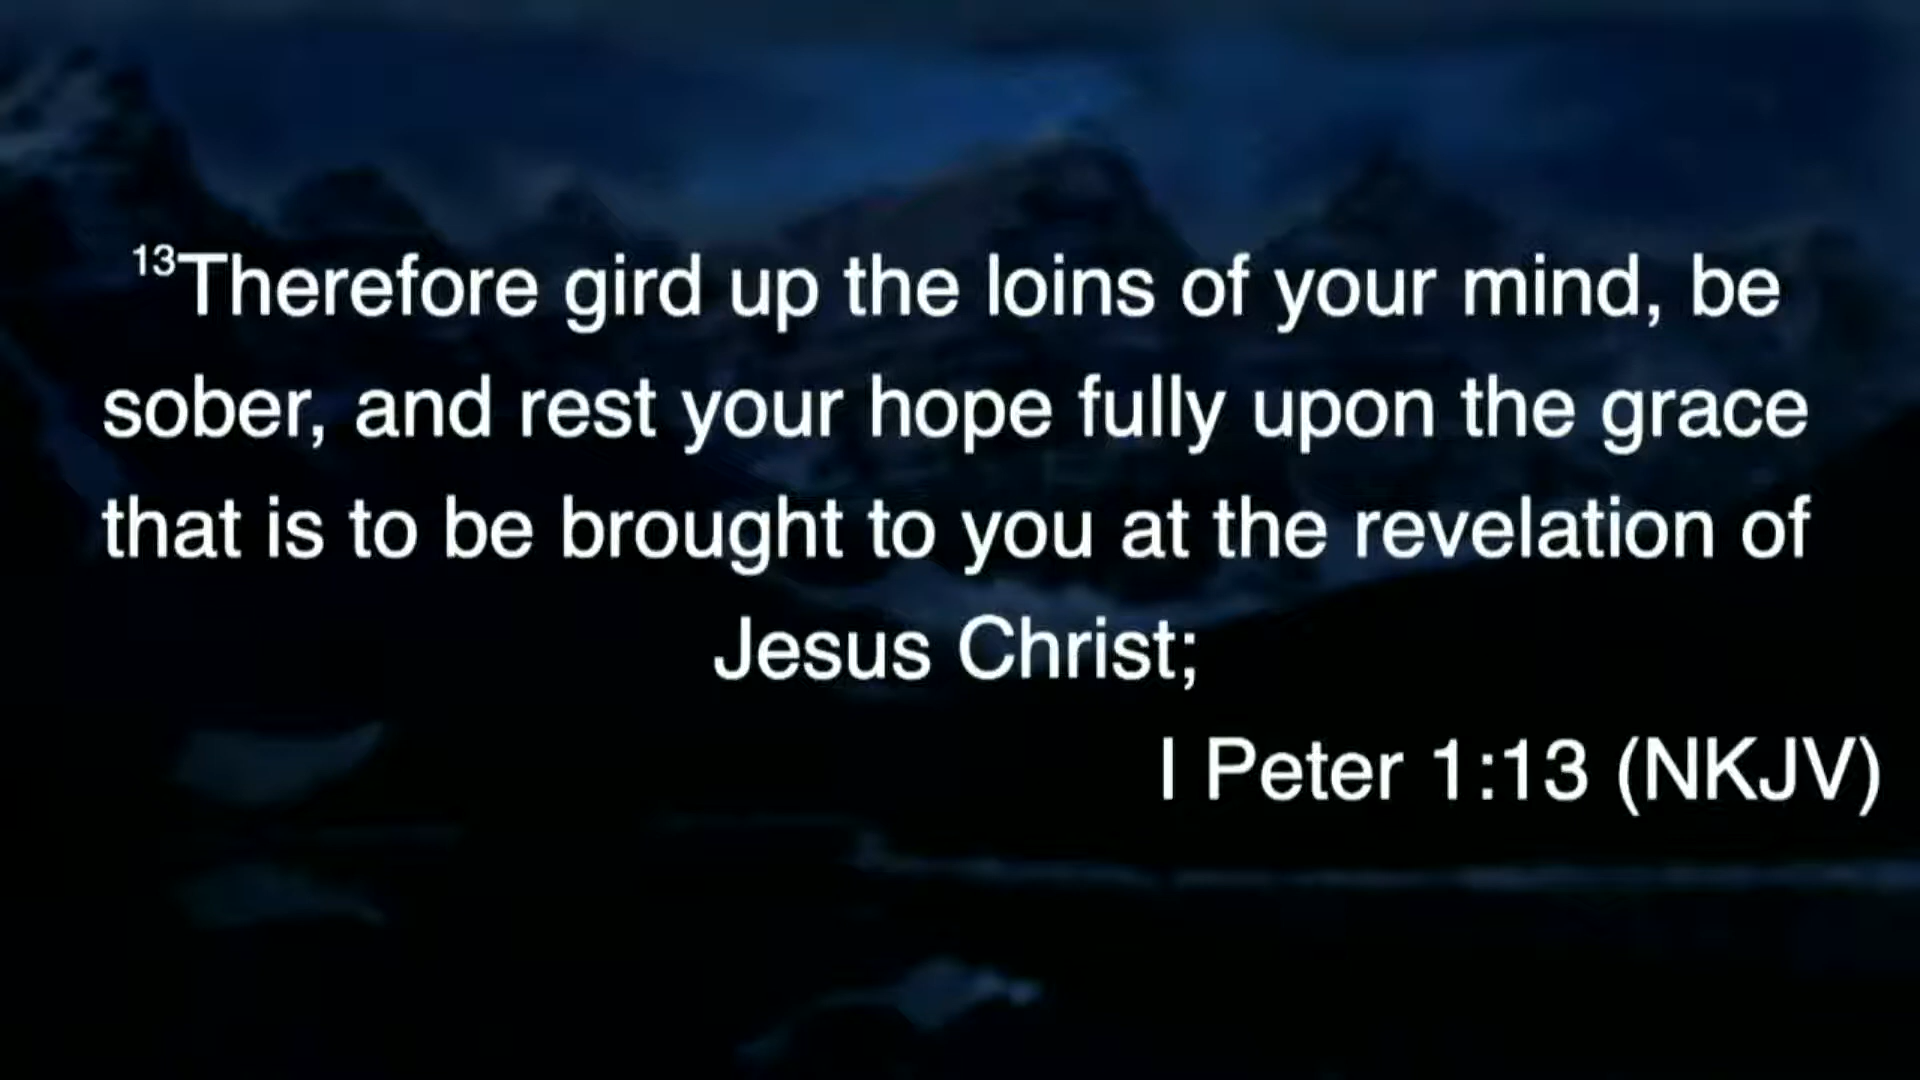 13Therefore gird up the loins of your mind, be
sober, and rest your hope fully upon the grace
that is to be brought to you at the revelation of
Jesus Christ;
I Peter 1:13 (NKJV)